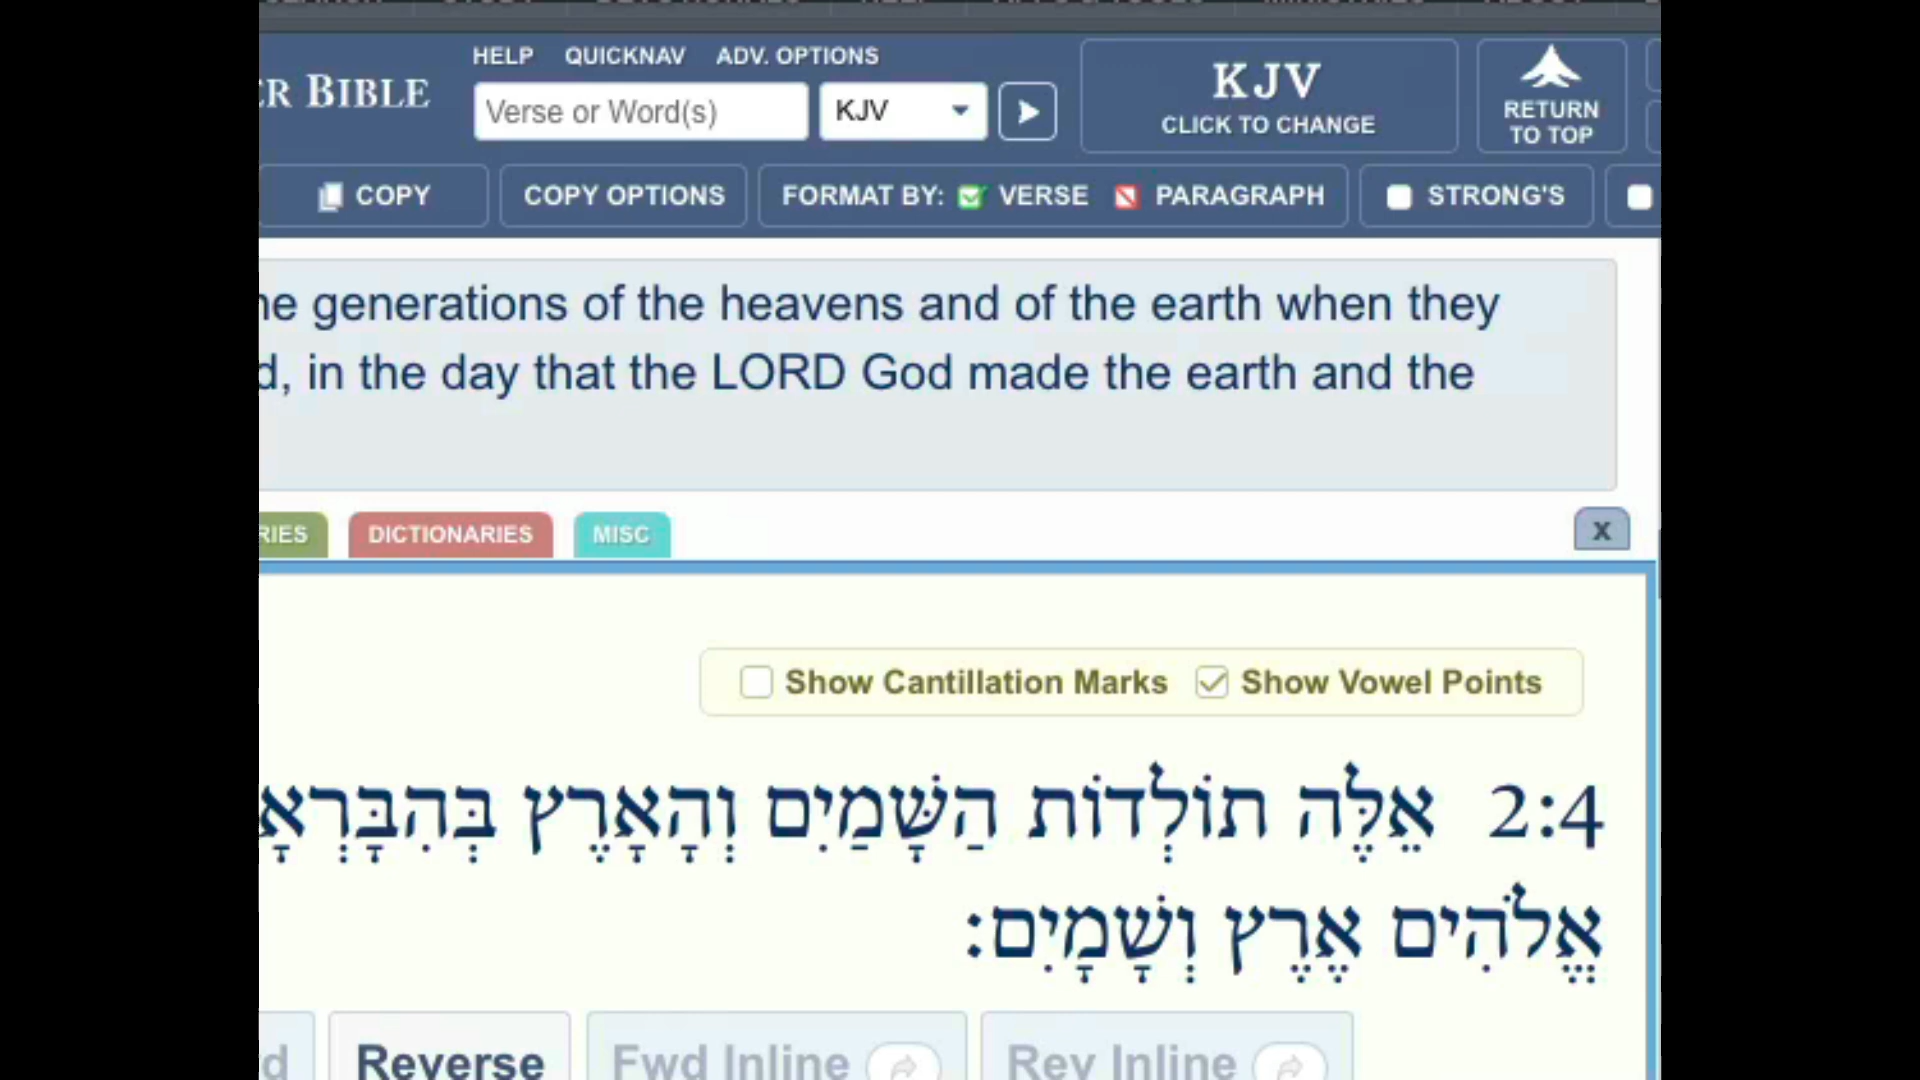 HELP QUICKNAV ADV. OPTIONS
ER BIBLE
Verse or Word(s)
KJV
KJV
CLICK TO CHANGE
RETURN
TO TOP
COPY
COPY OPTIONS
FORMAT BY: VERSE PARAGRAPH
STRONG'S
he generations of the heavens and of the earth when they
d, in the day that the LORD God made the earth and the
RIES
DICTIONARIES
MISC
X
Show Cantillation Marks Show Vowel Points
2:4 אֵלֶּה תוֹלְדוֹת הַשָּׁמַיִם וְהָאָרֶץ בְּהִבָּרְאָ
אֱלֹהִים אֶרֶץ וְשָׁמָיִם׃
d Reverse Fwd Inline Rev Inline